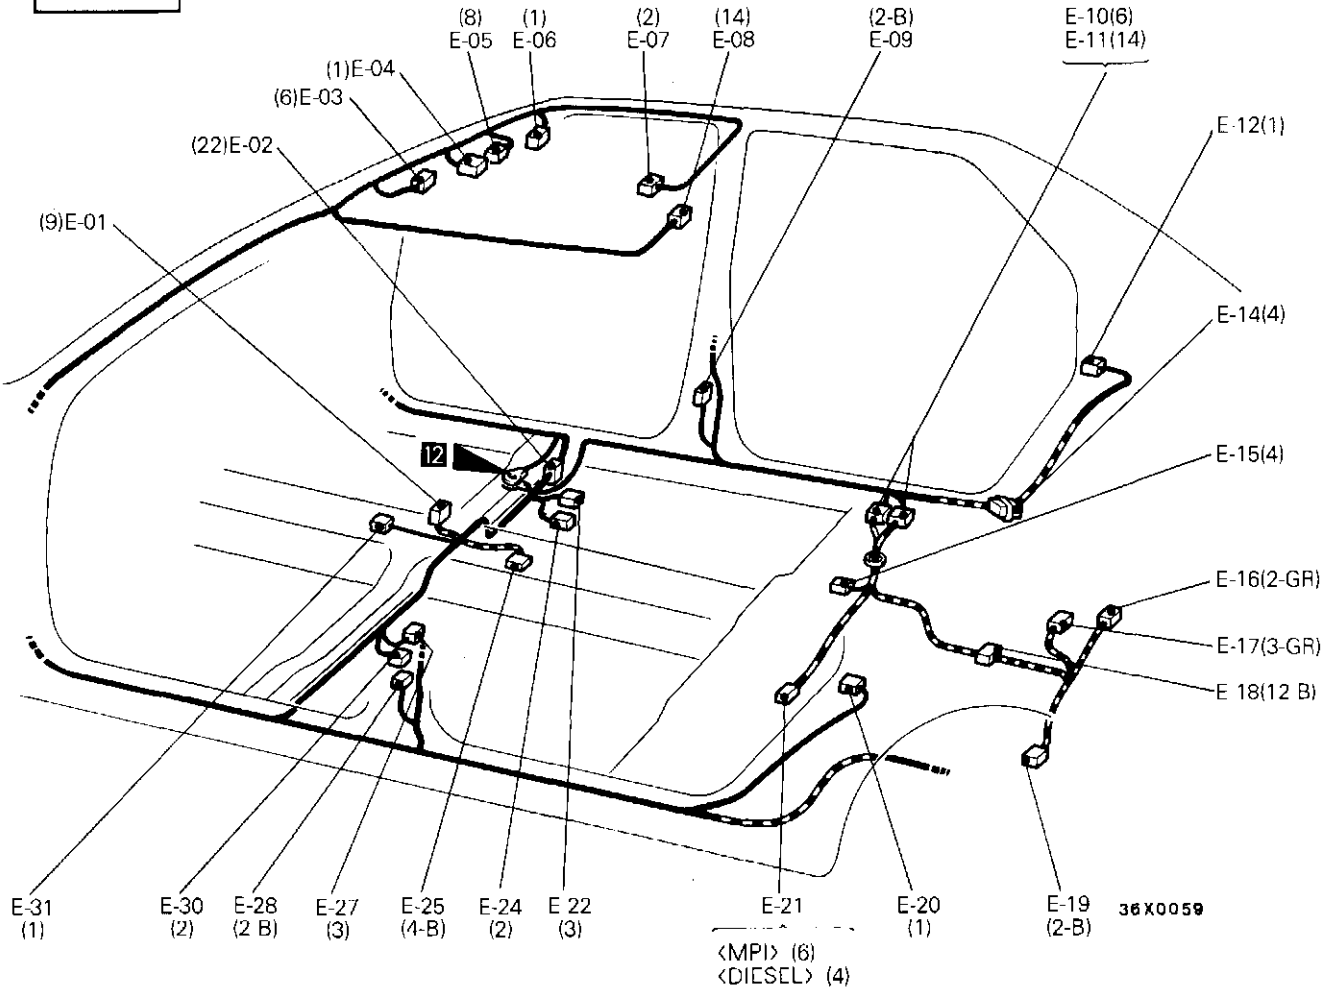 (8) (1) (2) (14) (2-B) E-10(6)
E-05 E-06 E-07 E-08 E-09 E-11(14)
(1)E-04
(6)E-03
E-12(1)
(22)E-02
(9)E-01
E-14(4)
12
E-15(4)
E-16(2-GR)
E-17(3-GR)
E 18(12 B)
E-31 E-30 E-28 E-27 E-25 E-24 E 22 E-21 E-20 E-19 36X0059
(1) (2) (2 B) (3) (4-B) (2) (3) (1) (2-B)
<MPI> (6)
<DIESEL> (4)